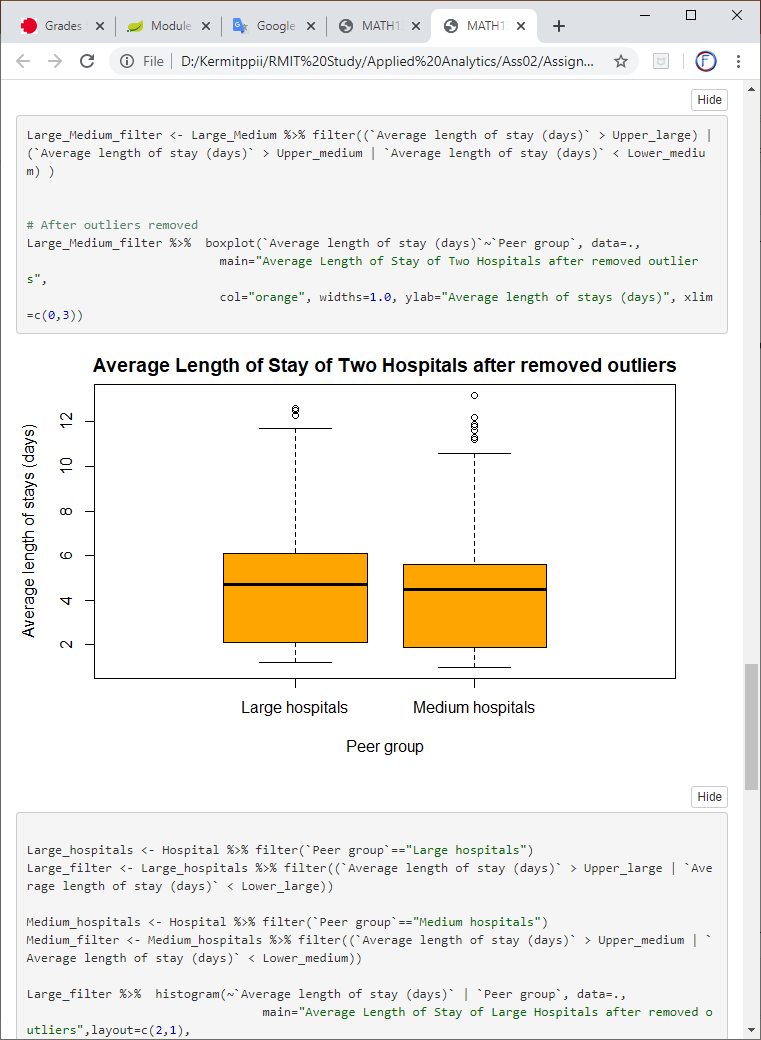 Grades
Module
Google
MATH1
MATH1
File
D:/Kermitppii/RMIT%20Study/Applied%20Analytics/Ass02/Assign...
Hide
Large_Medium_filter <- Large_Medium %>% filter((`Average length of stay (days)` > Upper_large) |
(`Average length of stay (days)` > Upper_medium | `Average length of stay (days)` < Lower_mediu
m) )
# After outliers removed
Large_Medium_filter %>%  boxplot(`Average length of stay (days)`~`Peer group`, data=.,
main="Average Length of Stay of Two Hospitals after removed outlier
s",
col="orange", widths=1.0, ylab="Average length of stays (days)", xlim
=c(0,3))
Average Length of Stay of Two Hospitals after removed outliers
Average length of stays (days)
12
10
8
6
4
2
Large hospitals
Medium hospitals
Peer group
Hide
Large_hospitals <- Hospital %>% filter(`Peer group`=="Large hospitals")
Large_filter <- Large_hospitals %>% filter((`Average length of stay (days)` > Upper_large | `Ave
rage length of stay (days)` < Lower_large))
Medium_hospitals <- Hospital %>% filter(`Peer group`=="Medium hospitals")
Medium_filter <- Medium_hospitals %>% filter((`Average length of stay (days)` > Upper_medium | `
Average length of stay (days)` < Lower_medium))
Large_filter %>%  histogram(~`Average length of stay (days)` | `Peer group`, data=.,
main="Average Length of Stay of Large Hospitals after removed o
utliers",layout=c(2,1),